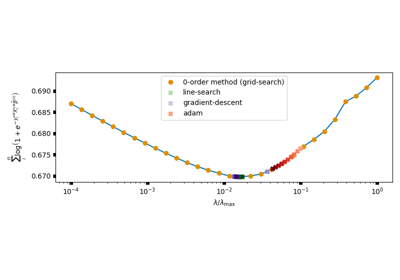 0-order method (grid-search)
line-search
gradient-descent
adam
0.690
0.685
0.680
0.675
0.670
10⁻⁴
10⁻³
10⁻²
10⁻¹
10⁰
λ/λmax